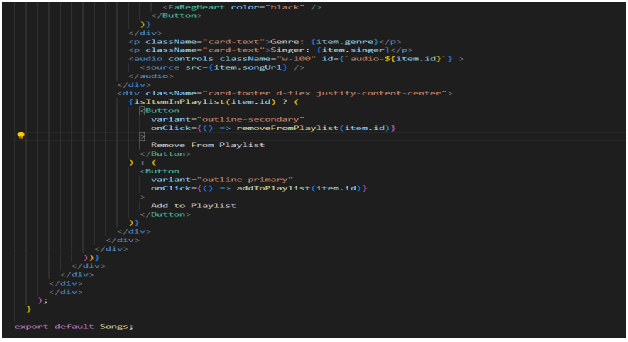 <FaRegHeart color="black" />
</Button>
)}
</div>
<p className="card-text">Genre: {item.genre}</p>
<p className="card-text">Singer: {item.singer}</p>
<audio controls className="w-100" id={`audio-${item.id}`} >
<source src={item.songUrl} />
</audio>
</div>
<div className="card-footer d-flex justify-content-center">
{isItemInPlaylist(item.id) ? (
<Button
variant="outline-secondary"
onClick={() => removeFromPlaylist(item.id)}
>
Remove From Playlist
</Button>
) : (
<Button
variant="outline-primary"
onClick={() => addToPlaylist(item.id)}
>
Add to Playlist
</Button>
)}
</div>
</div>
</div>
))}
</div>
</div>
</div>
</div>
);
}
export default Songs;